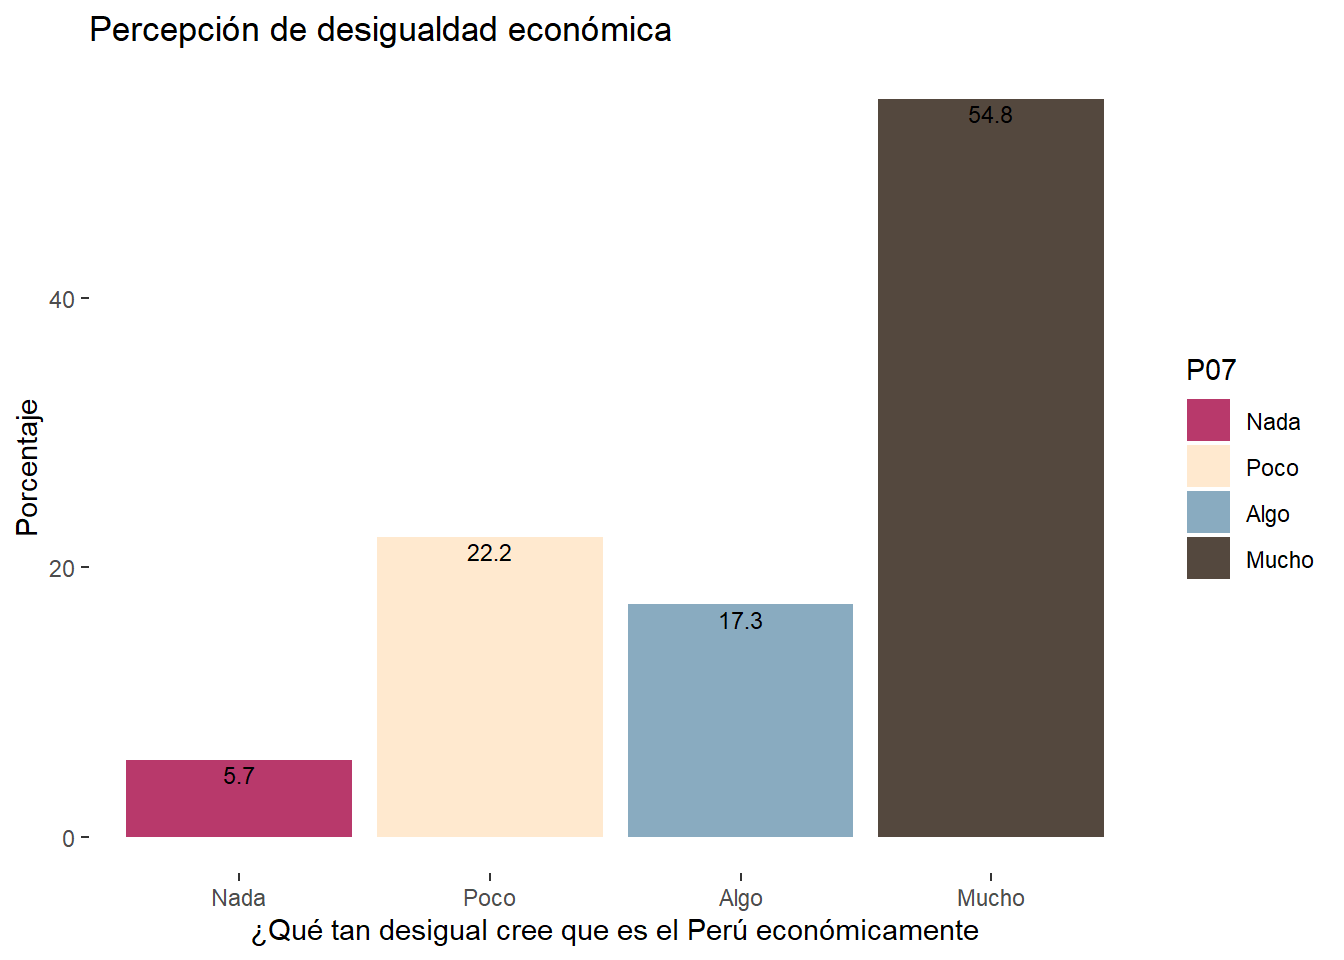 Percepción de desigualdad económica
54.8
22.2
17.3
5.7
40
20
0
Porcentaje
Nada
Poco
Algo
Mucho
¿Qué tan desigual cree que es el Perú económicamente
P07
Nada
Poco
Algo
Mucho